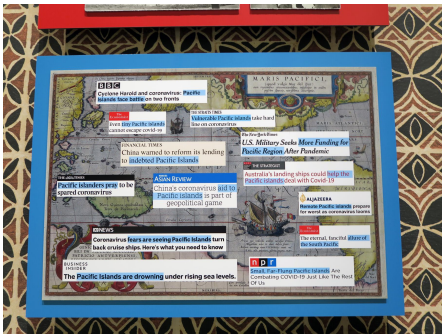 MARIS PACIFICI,
BBC
Cyclone Harold and coronavirus: Pacific
Islands face battle on two fronts
Even tiny Pacific Islands
cannot escape covid-19
THE STRAITS TIMES
Vulnerable Pacific islands take hard
line on coronavirus
The New York Times
U.S. Military Seeks More Funding for
Pacific Region After Pandemic
FINANCIAL TIMES
China warned to reform its lending
to indebted Pacific Islands
THE STRATEGIST
Australia's landing ships could help the
Pacific islands deal with Covid-19
Pacific islanders pray to be
spared coronavirus
ASIAN REVIEW
China's coronavirus aid to
Pacific islands is part of
geopolitical game
ALJAZEERA
Remote Pacific islands prepare
for worst as coronavirus looms
NEWS
Coronavirus fears are seeing Pacific Islands turn
back cruise ships. Here's what you need to know
The eternal, fanciful allure of
the South Pacific
BUSINESS
INSIDER
The Pacific Islands are drowning under rising sea levels.
npr
Small, Far-Flung Pacific Islands Are
Combating COVID-19 Just Like The Rest
Of Us